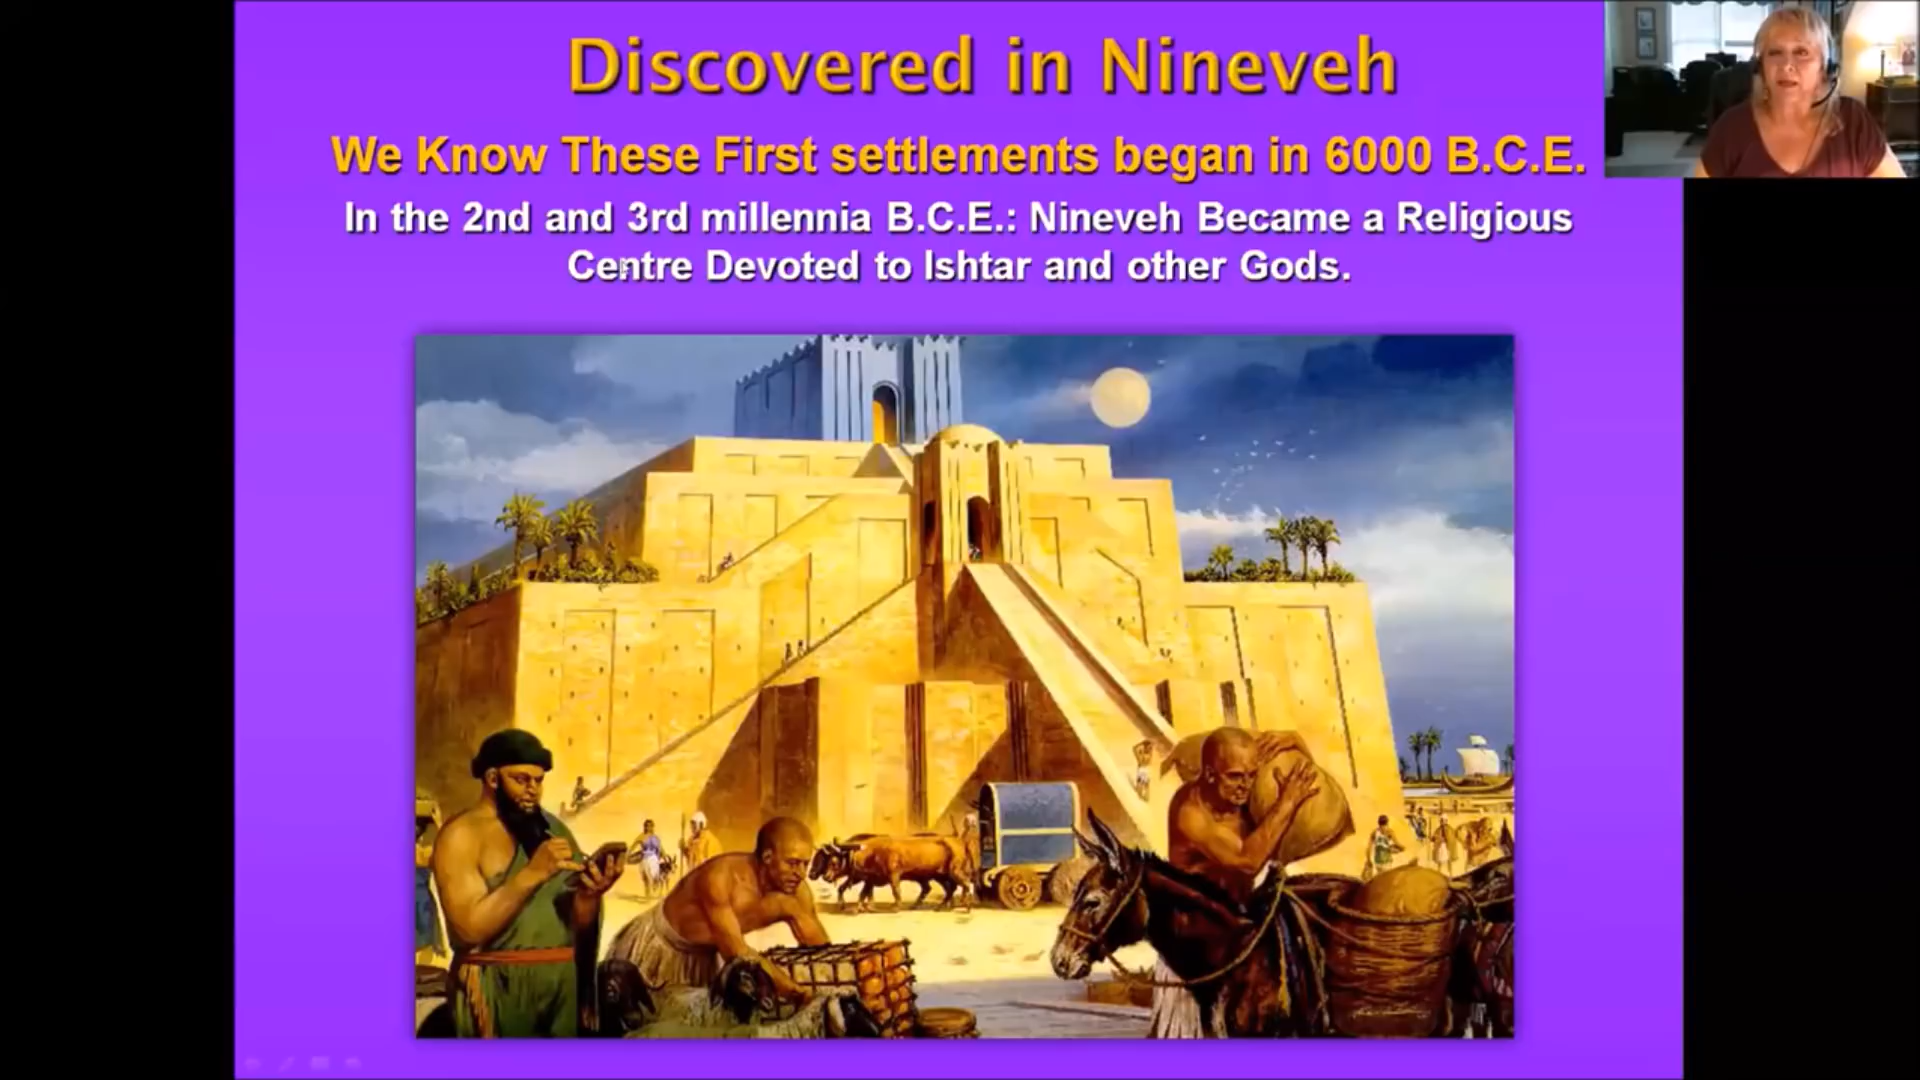 Discovered in Nineveh
We Know These First settlements began in 6000 B.C.E.
In the 2nd and 3rd millennia B.C.E.: Nineveh Became a Religious
Centre Devoted to Ishtar and other Gods.